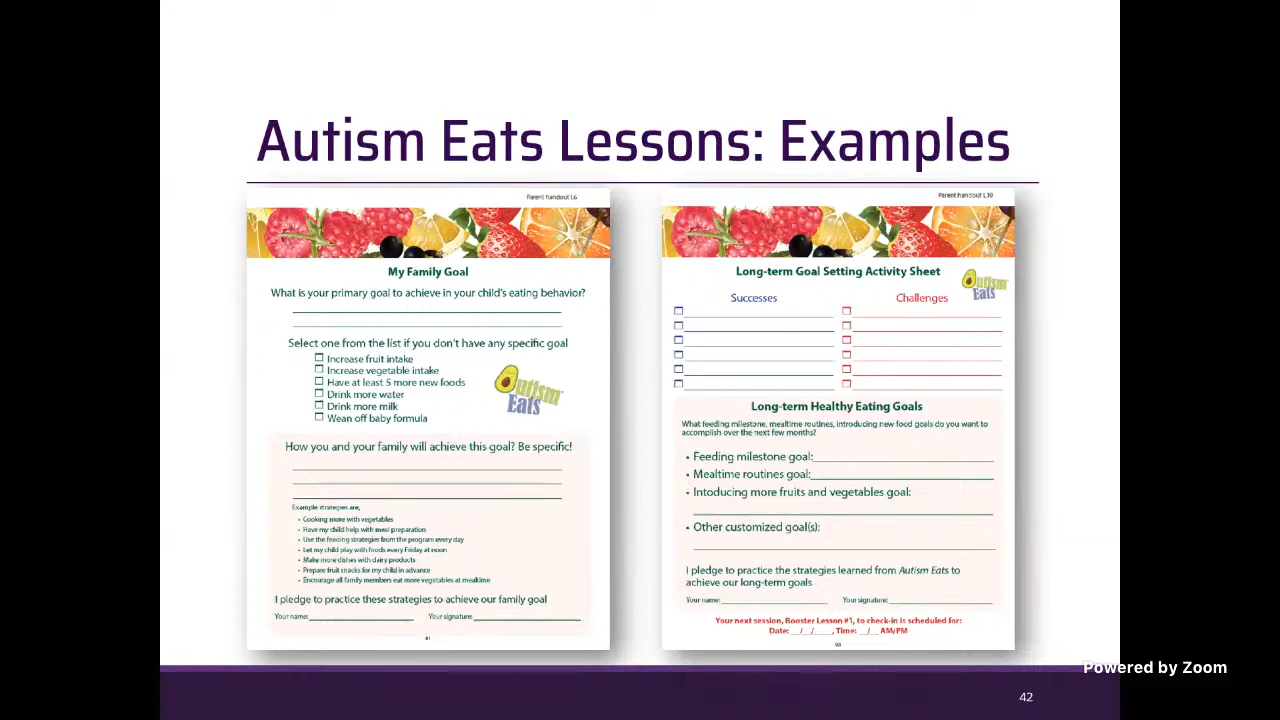 Autism Eats Lessons: Examples
Parent handout L6
My Family Goal
What is your primary goal to achieve in your child's eating behavior?
Select one from the list if you don't have any specific goal
Increase fruit intake
Increase vegetable intake
Have at least 5 more new foods
Drink more water
Drink more milk
Wean off baby formula
Autism
Eats
How you and your family will achieve this goal? Be specific!
Example strategies are,
• Cooking more with vegetables
• Have my child help with meal preparation
• Use the feeding strategies from the program every day
• Let my child play with foods every Friday at noon
• Make more dishes with dairy products
• Prepare fruit snacks for my child in advance
• Encourage all family members eat more vegetables at mealtime
I pledge to practice these strategies to achieve our family goal
Your name: Your signature:
Parent handout L10
Long-term Goal Setting Activity Sheet
Autism
Eats
Successes Challenges
Long-term Healthy Eating Goals
What feeding milestone, mealtime routines, introducing new food goals do you want to
accomplish over the next few months?
• Feeding milestone goal:
• Mealtime routines goal:
• Intoducing more fruits and vegetables goal:
• Other customized goal(s):
I pledge to practice the strategies learned from Autism Eats to
achieve our long-term goals
Your name: Your signature:
Your next session, Booster Lesson #1, to check-in is scheduled for:
Date: __/__/____, Time: __/__ AM/PM
Powered by Zoom
42